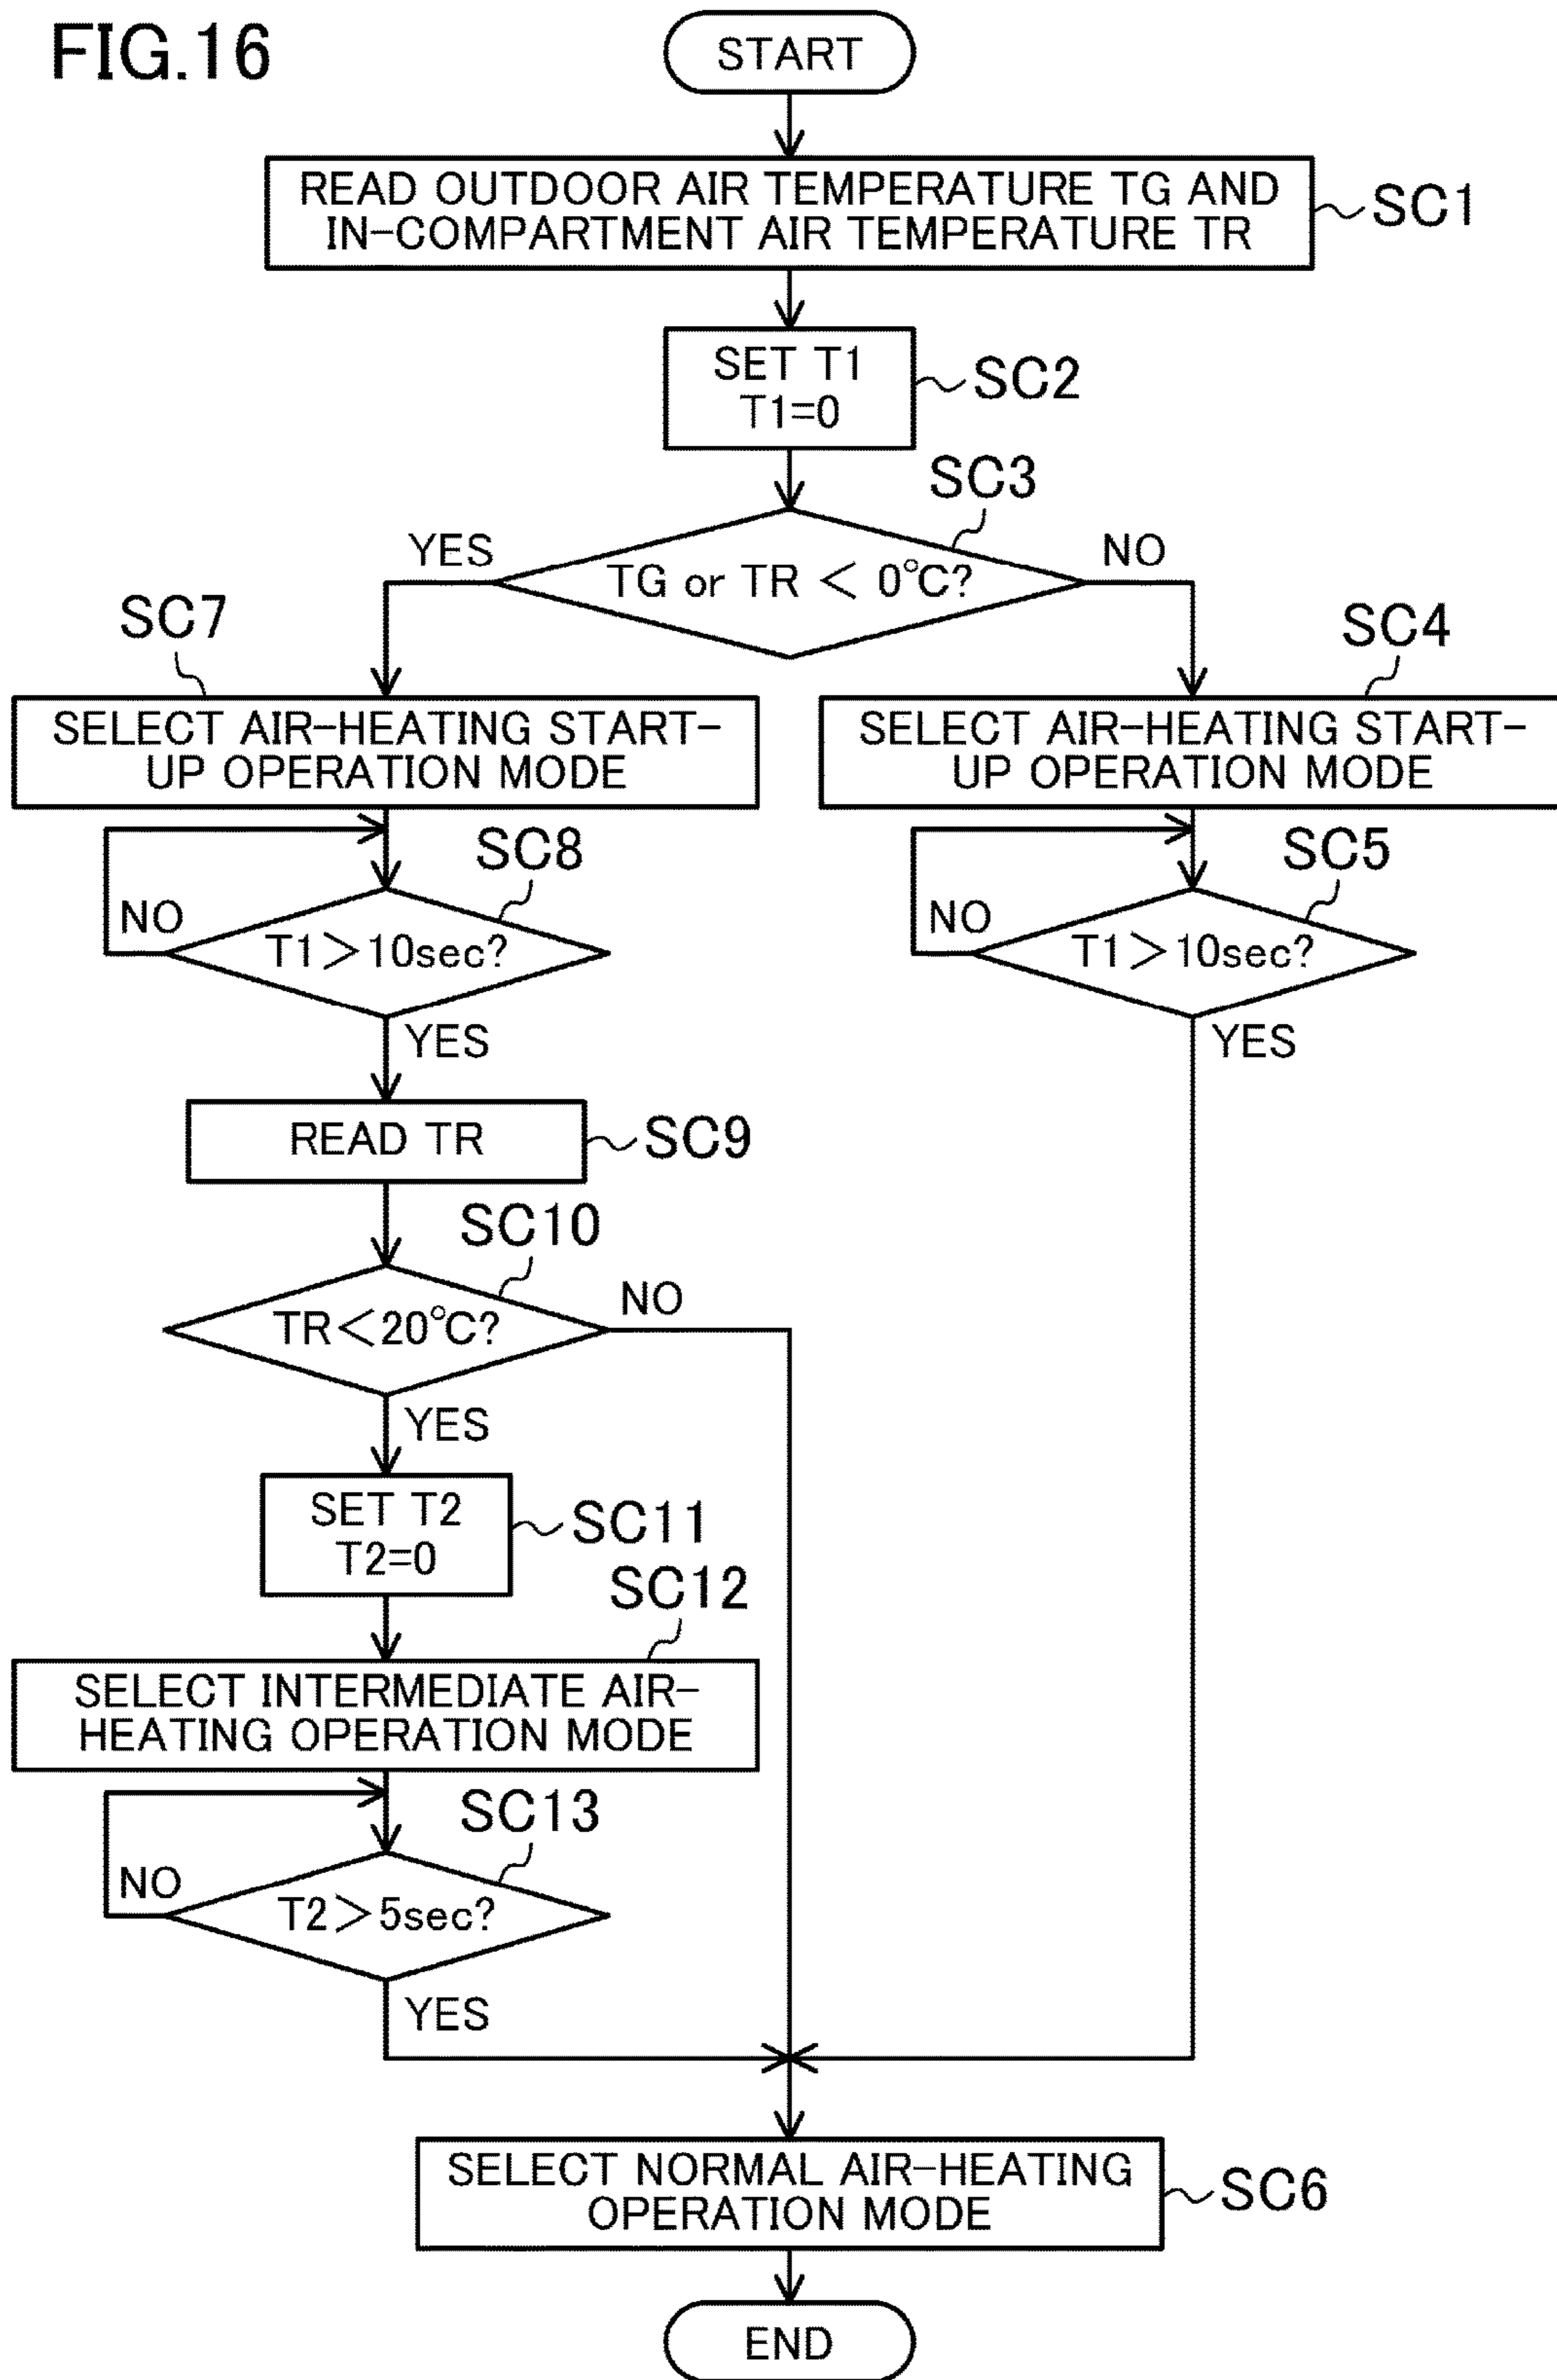 FIG.16
START
READ OUTDOOR AIR TEMPERATURE TG AND
IN-COMPARTMENT AIR TEMPERATURE TR
SC1
SET T1
T1=0
SC2
SC3
YES
TG or TR < 0℃?
NO
SC7
SC4
SELECT AIR-HEATING START-
UP OPERATION MODE
SELECT AIR-HEATING START-
UP OPERATION MODE
SC8
SC5
NO
T1>10sec?
NO
T1>10sec?
YES
YES
READ TR
SC9
SC10
TR<20℃?
NO
YES
SET T2
T2=0
SC11
SC12
SELECT INTERMEDIATE AIR-
HEATING OPERATION MODE
SC13
NO
T2>5sec?
YES
SELECT NORMAL AIR-HEATING
OPERATION MODE
SC6
END